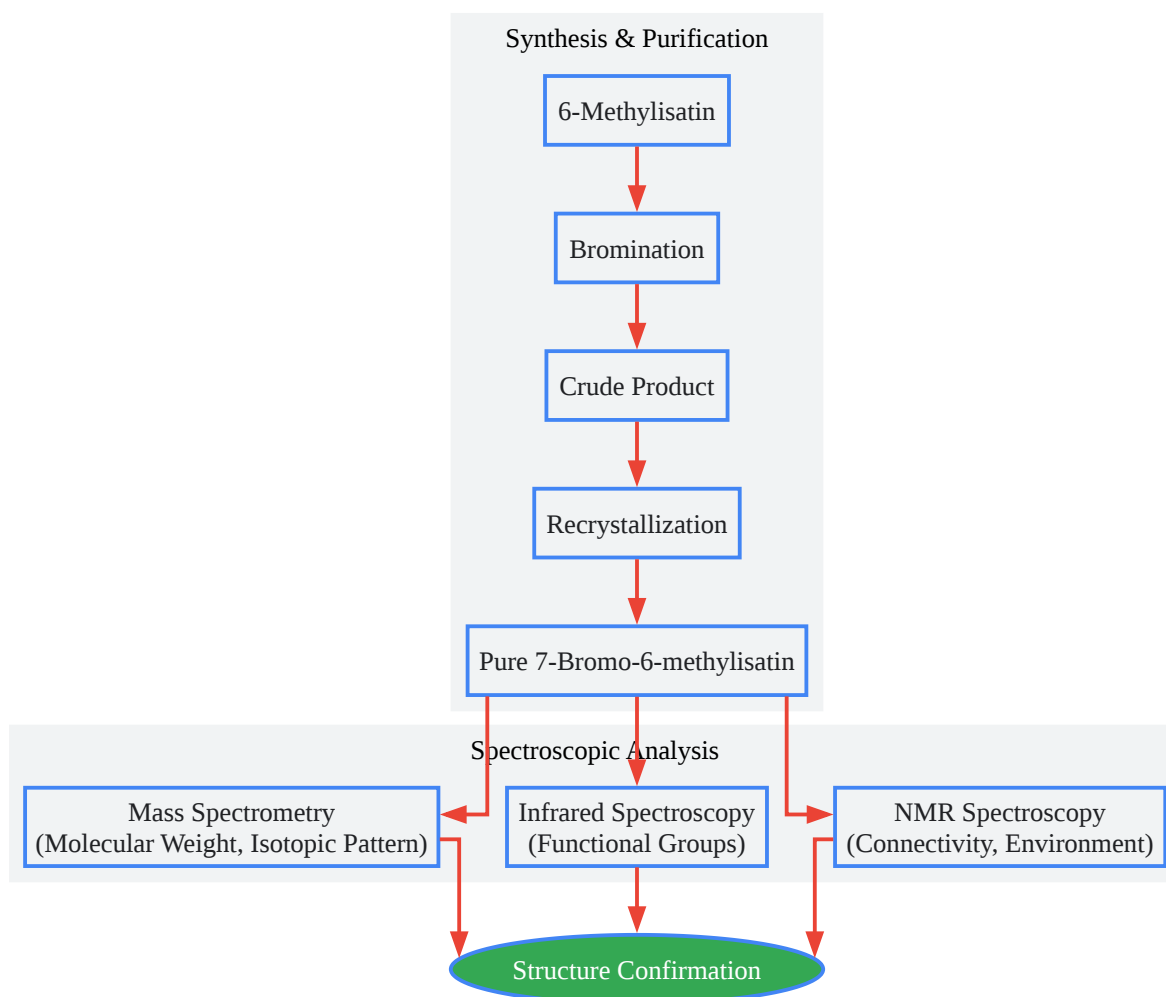 Synthesis & Purification
6-Methylisatin
Bromination
Crude Product
Recrystallization
Pure 7-Bromo-6-methylisatin
Spectroscopic Analysis
Mass Spectrometry
(Molecular Weight, Isotopic Pattern)
Infrared Spectroscopy
(Functional Groups)
NMR Spectroscopy
(Connectivity, Environment)
Structure Confirmation